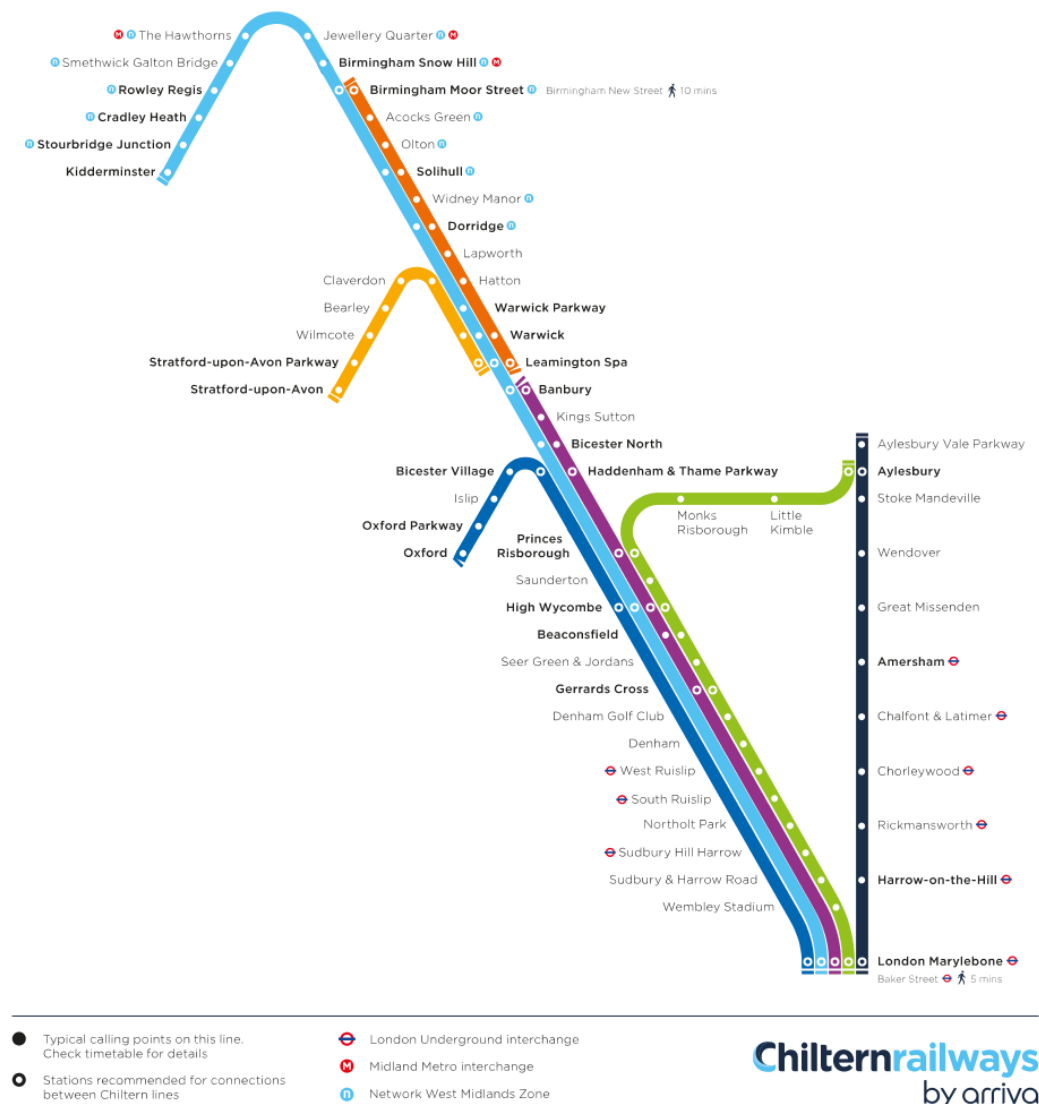 The Hawthorns
Jewellery Quarter
Smethwick Galton Bridge
Birmingham Snow Hill
Rowley Regis
Birmingham Moor Street
Birmingham New Street 10 mins
Cradley Heath
Acocks Green
Stourbridge Junction
Olton
Kidderminster
Solihull
Widney Manor
Dorridge
Lapworth
Claverdon
Hatton
Bearley
Warwick Parkway
Wilmcote
Warwick
Stratford-upon-Avon Parkway
Leamington Spa
Stratford-upon-Avon
Banbury
Kings Sutton
Bicester North
Aylesbury Vale Parkway
Bicester Village
Haddenham & Thame Parkway
Aylesbury
Islip
Stoke Mandeville
Monks
Risborough
Little
Kimble
Oxford Parkway
Oxford
Princes
Risborough
Wendover
Saunderton
High Wycombe
Great Missenden
Beaconsfield
Seer Green & Jordans
Amersham
Gerrards Cross
Denham Golf Club
Chalfont & Latimer
Denham
West Ruislip
Chorleywood
South Ruislip
Northolt Park
Rickmansworth
Sudbury Hill Harrow
Sudbury & Harrow Road
Harrow-on-the-Hill
Wembley Stadium
London Marylebone
Baker Street 5 mins
Typical calling points on this line.
Check timetable for details
Stations recommended for connections
between Chiltern lines
London Underground interchange
M Midland Metro interchange
n Network West Midlands Zone
Chilternrailways
by arriva